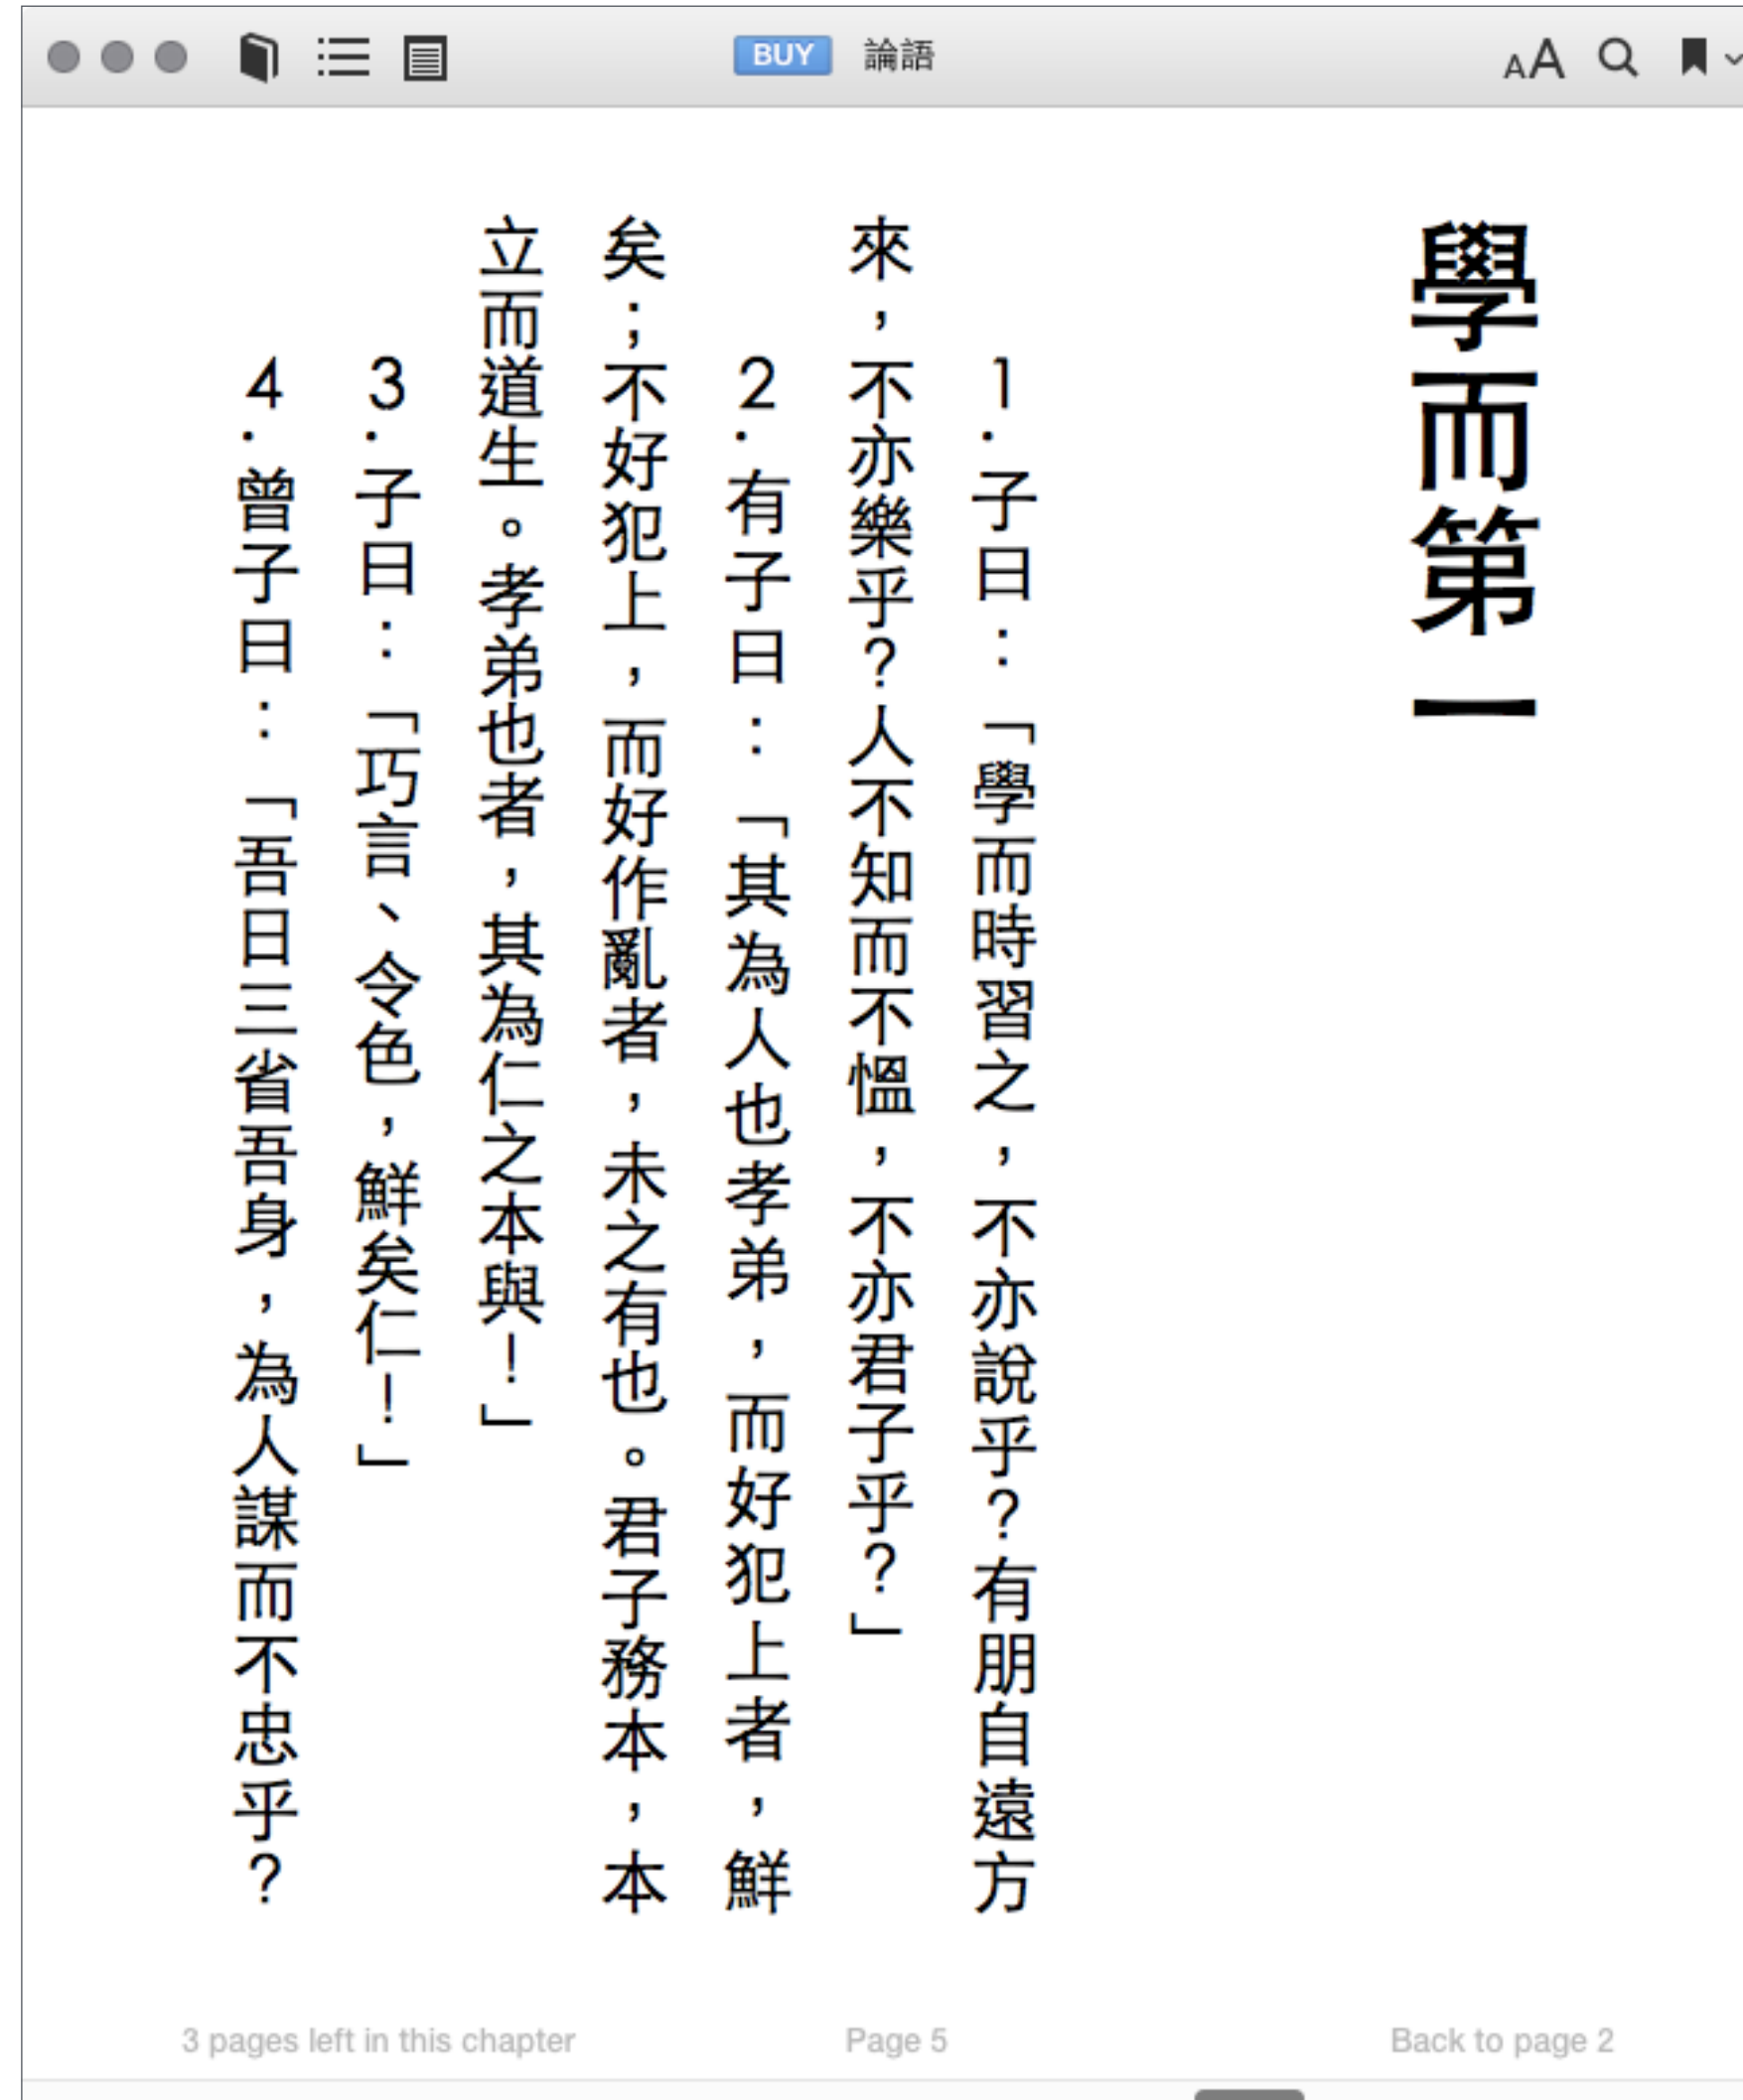 BUY 論語
AA
學而第一
1.子曰：「學而時習之，不亦說乎？有朋自遠方
來，不亦樂乎？人不知而不慍，不亦君子乎？」
2.有子曰：「其為人也孝弟，而好犯上者，鮮
矣；不好犯上，而好作亂者，未之有也。君子務本，本
立而道生。孝弟也者，其為仁之本與！」
3.子曰：「巧言、令色，鮮矣仁！」
4.曾子曰：「吾日三省吾身，為人謀而不忠乎？
3 pages left in this chapter
Page 5
Back to page 2